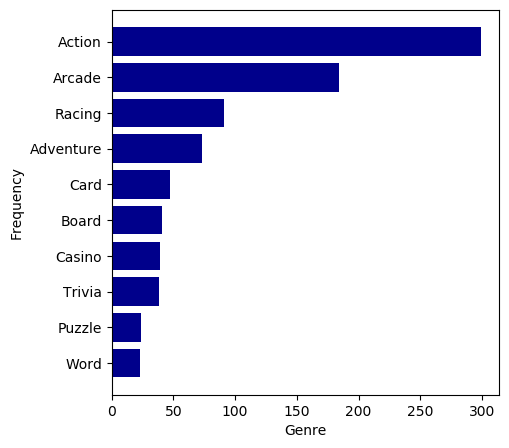 Action
Arcade
Racing
Adventure
Card
Board
Casino
Trivia
Puzzle
Word
Frequency
0 50 100 150 200 250 300
Genre